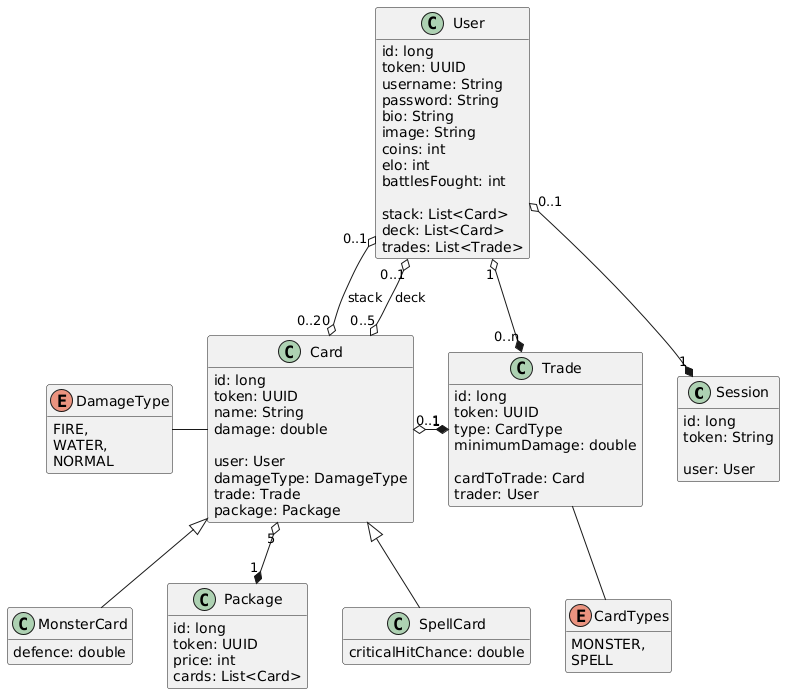 C User
id: long
token: UUID
username: String
password: String
bio: String
image: String
coins: int
elo: int
battlesFought: int
stack: List<Card>
deck: List<Card>
trades: List<Trade>
0..1
0..1
0..1
1
stack
deck
0..20
0..5
0..n
1
C Card
id: long
token: UUID
name: String
damage: double
user: User
damageType: DamageType
trade: Trade
package: Package
E DamageType
FIRE,
WATER,
NORMAL
0..1
1
C Trade
id: long
token: UUID
type: CardType
minimumDamage: double
cardToTrade: Card
trader: User
C Session
id: long
token: String
user: User
5
1
C MonsterCard
defence: double
C Package
id: long
token: UUID
price: int
cards: List<Card>
C SpellCard
criticalHitChance: double
E CardTypes
MONSTER,
SPELL